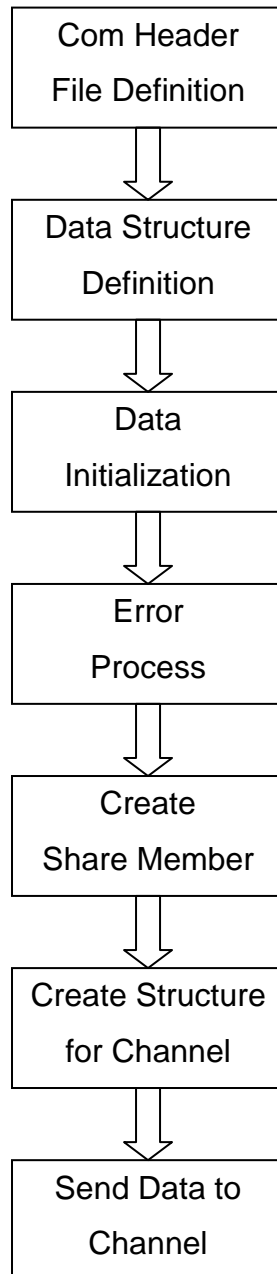 Com Header
File Definition
Data Structure
Definition
Data
Initialization
Error
Process
Create
Share Member
Create Structure
for Channel
Send Data to
Channel